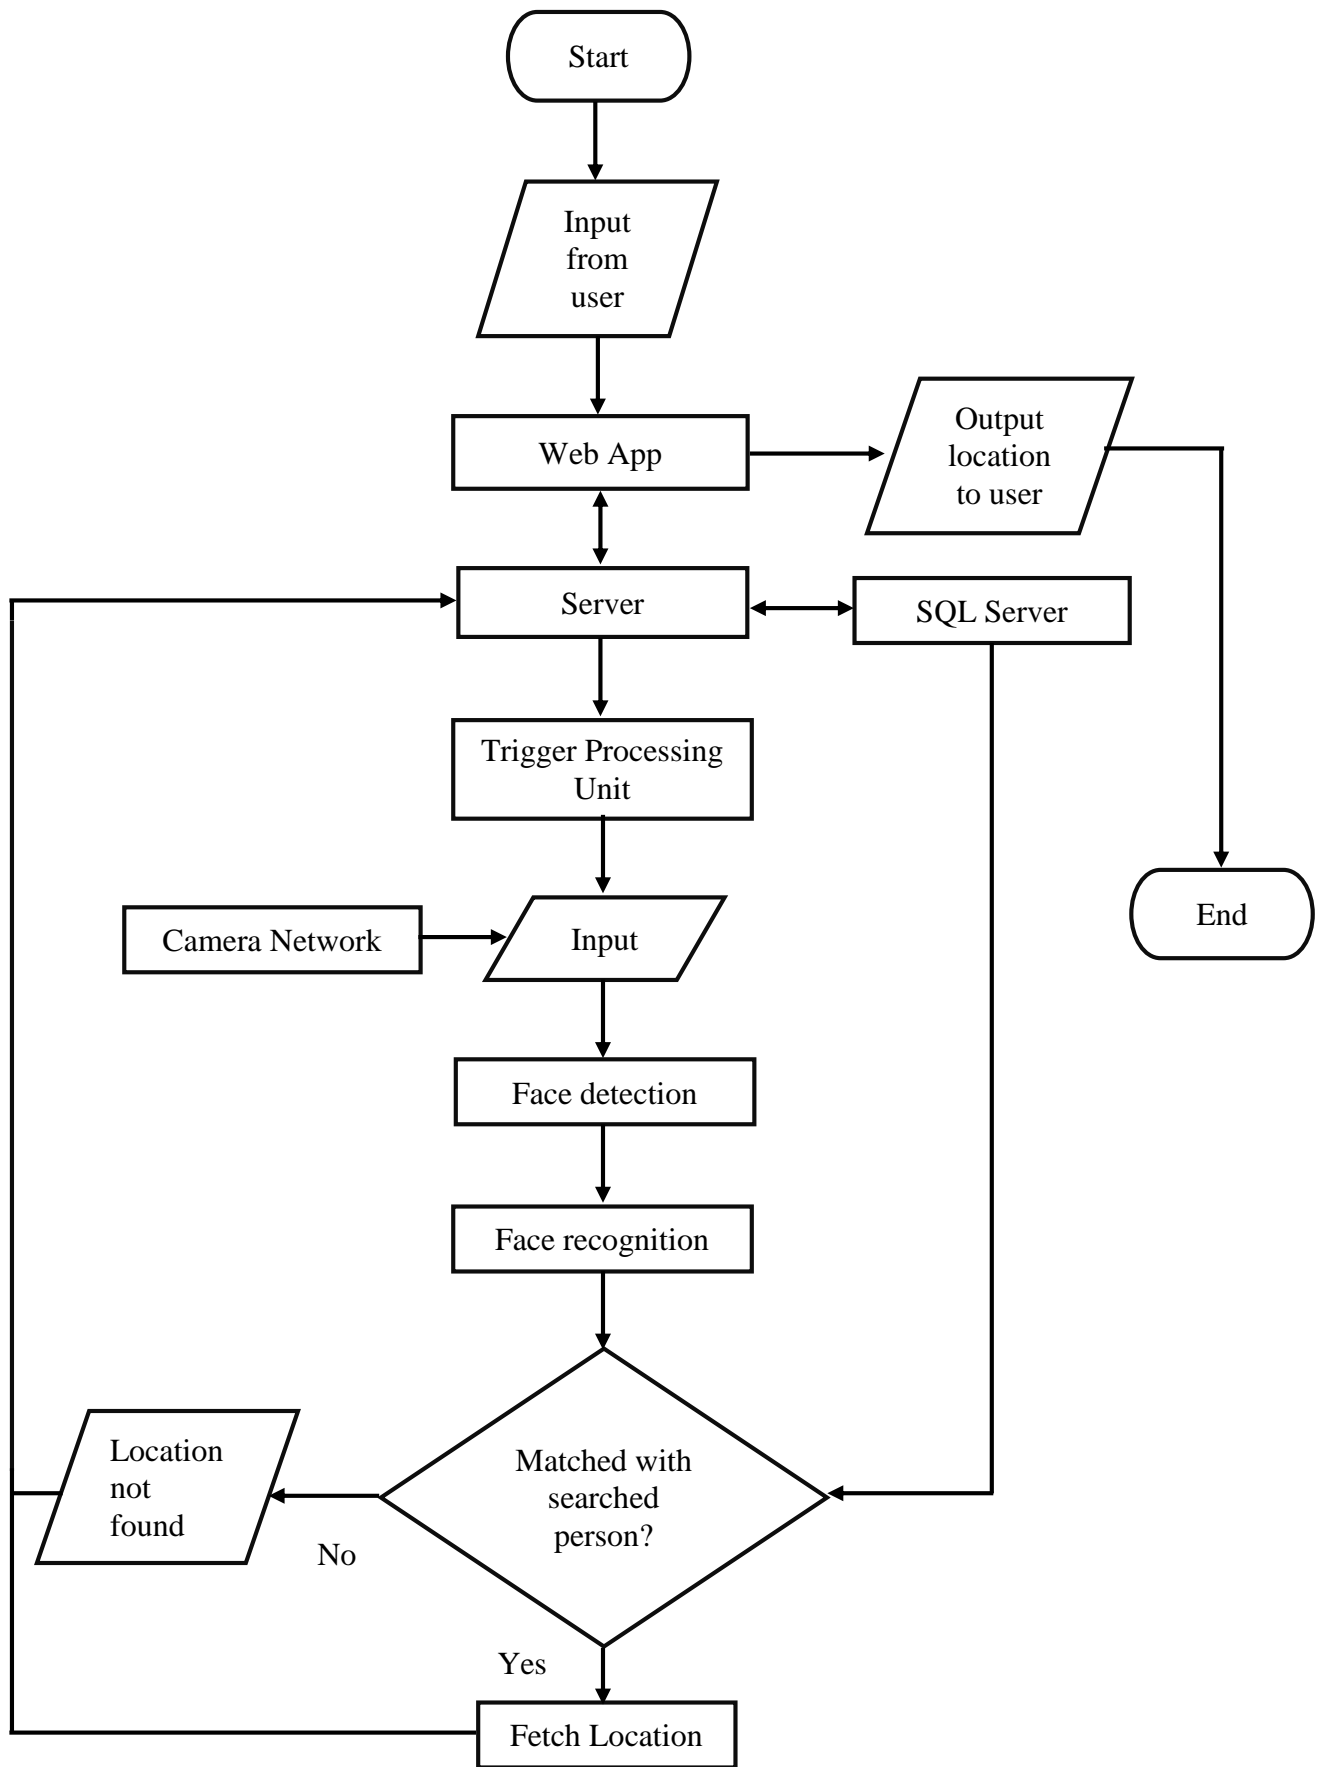 Start
Input
from
user
Web App
Output
location
to user
Server
SQL Server
Trigger Processing
Unit
Camera Network
Input
End
Face detection
Face recognition
Matched with
searched
person?
Location
not
found
No
Yes
Fetch Location